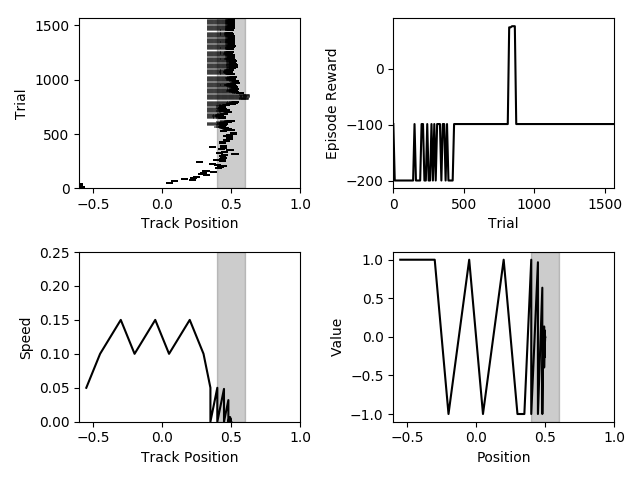 1500
1000
500
0
Trial
−0.5 0.0 0.5 1.0
Track Position
0
−100
−200
Episode Reward
0 500 1000 1500
Trial
0.25
0.20
0.15
0.10
0.05
0.00
Speed
−0.5 0.0 0.5 1.0
Track Position
1.0
0.5
0.0
−0.5
−1.0
Value
−0.5 0.0 0.5 1.0
Position